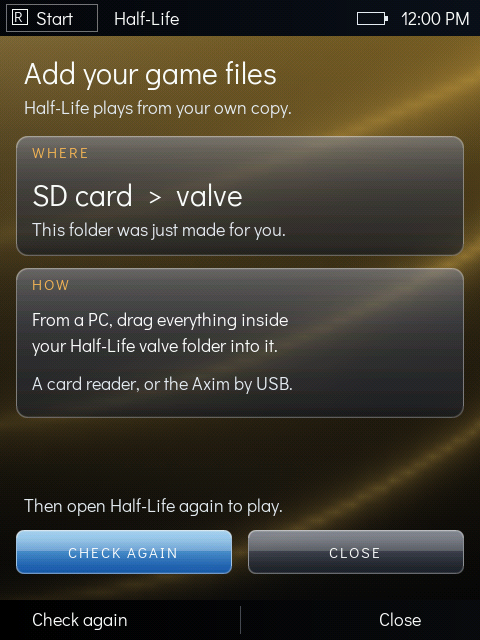 R Start Half-Life 12:00 PM
Add your game files
Half-Life plays from your own copy.
WHERE
SD card > valve
This folder was just made for you.
HOW
From a PC, drag everything inside
your Half-Life valve folder into it.
A card reader, or the Axim by USB.
Then open Half-Life again to play.
CHECK AGAIN CLOSE
Check again Close